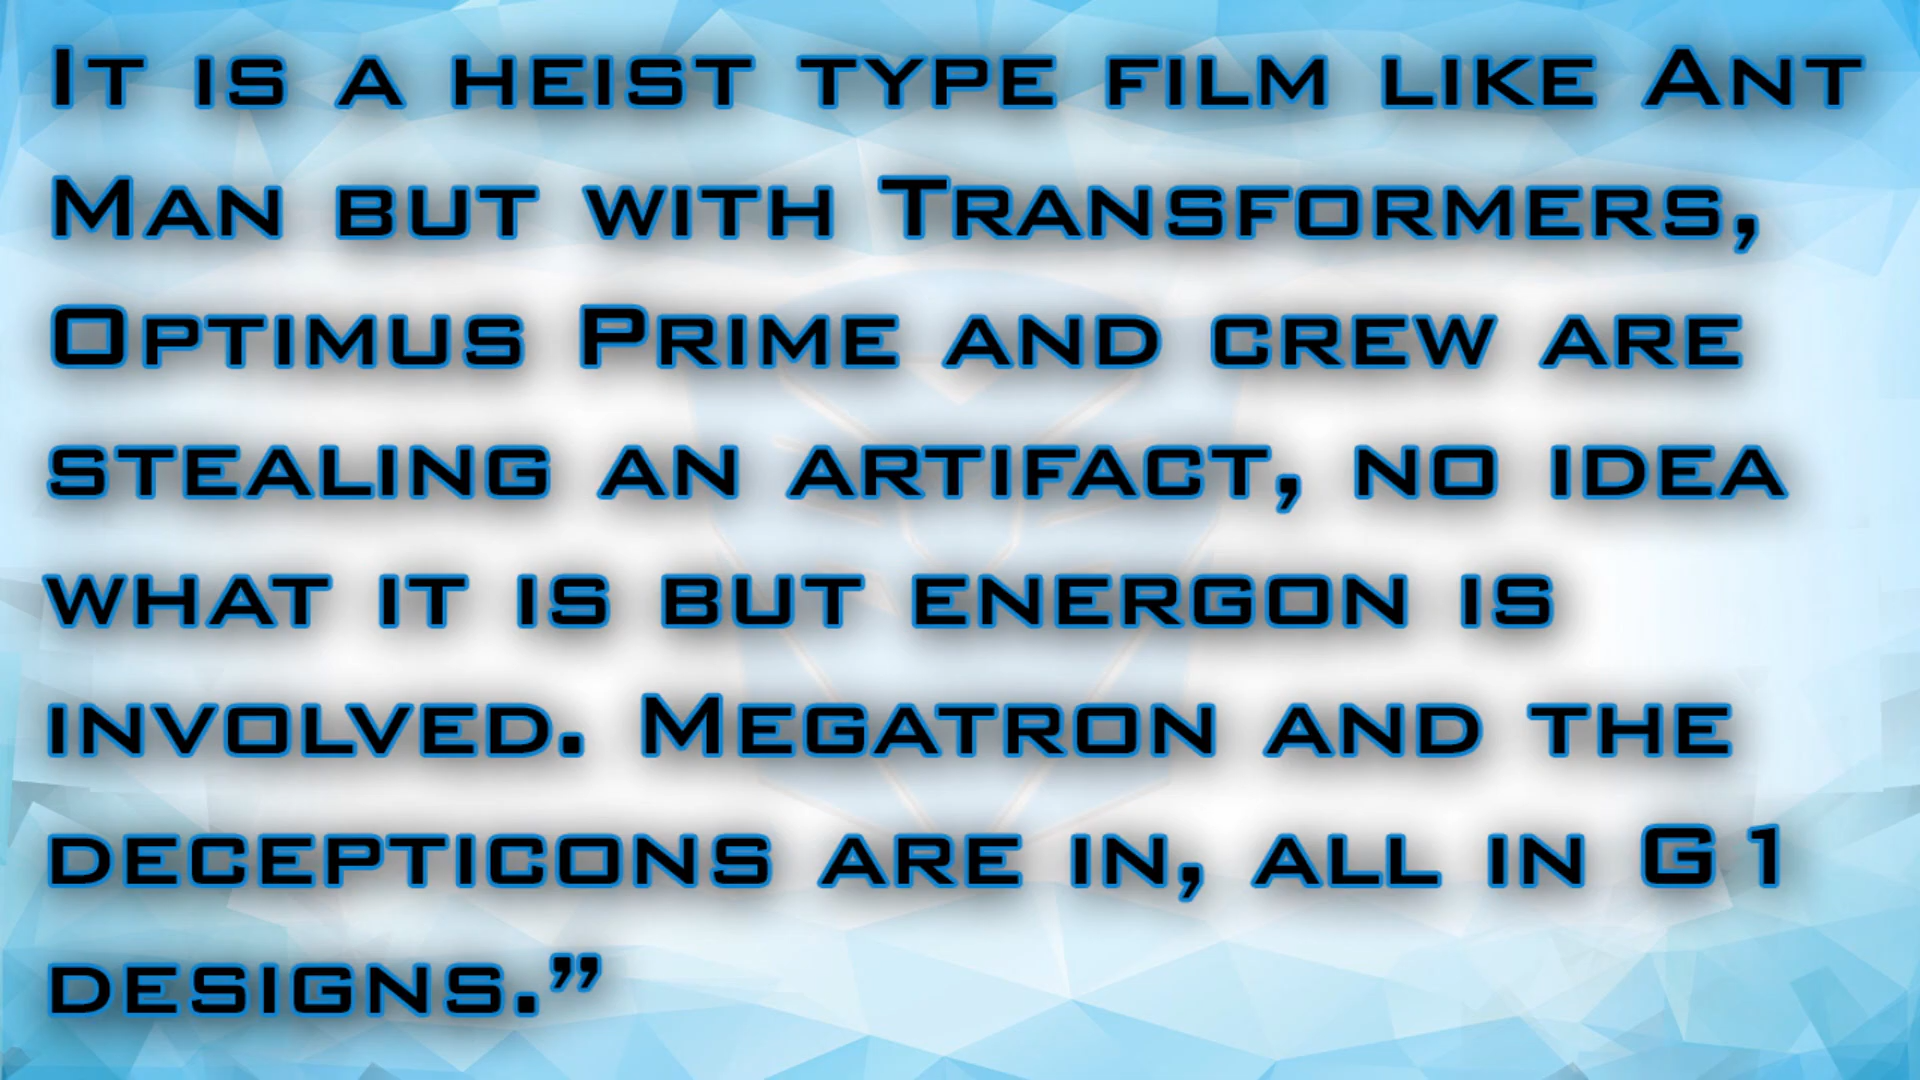 It is a heist type film like Ant
Man but with Transformers,
Optimus Prime and crew are
stealing an artifact, no idea
what it is but energon is
involved. Megatron and the
decepticons are in, all in G1
designs.”